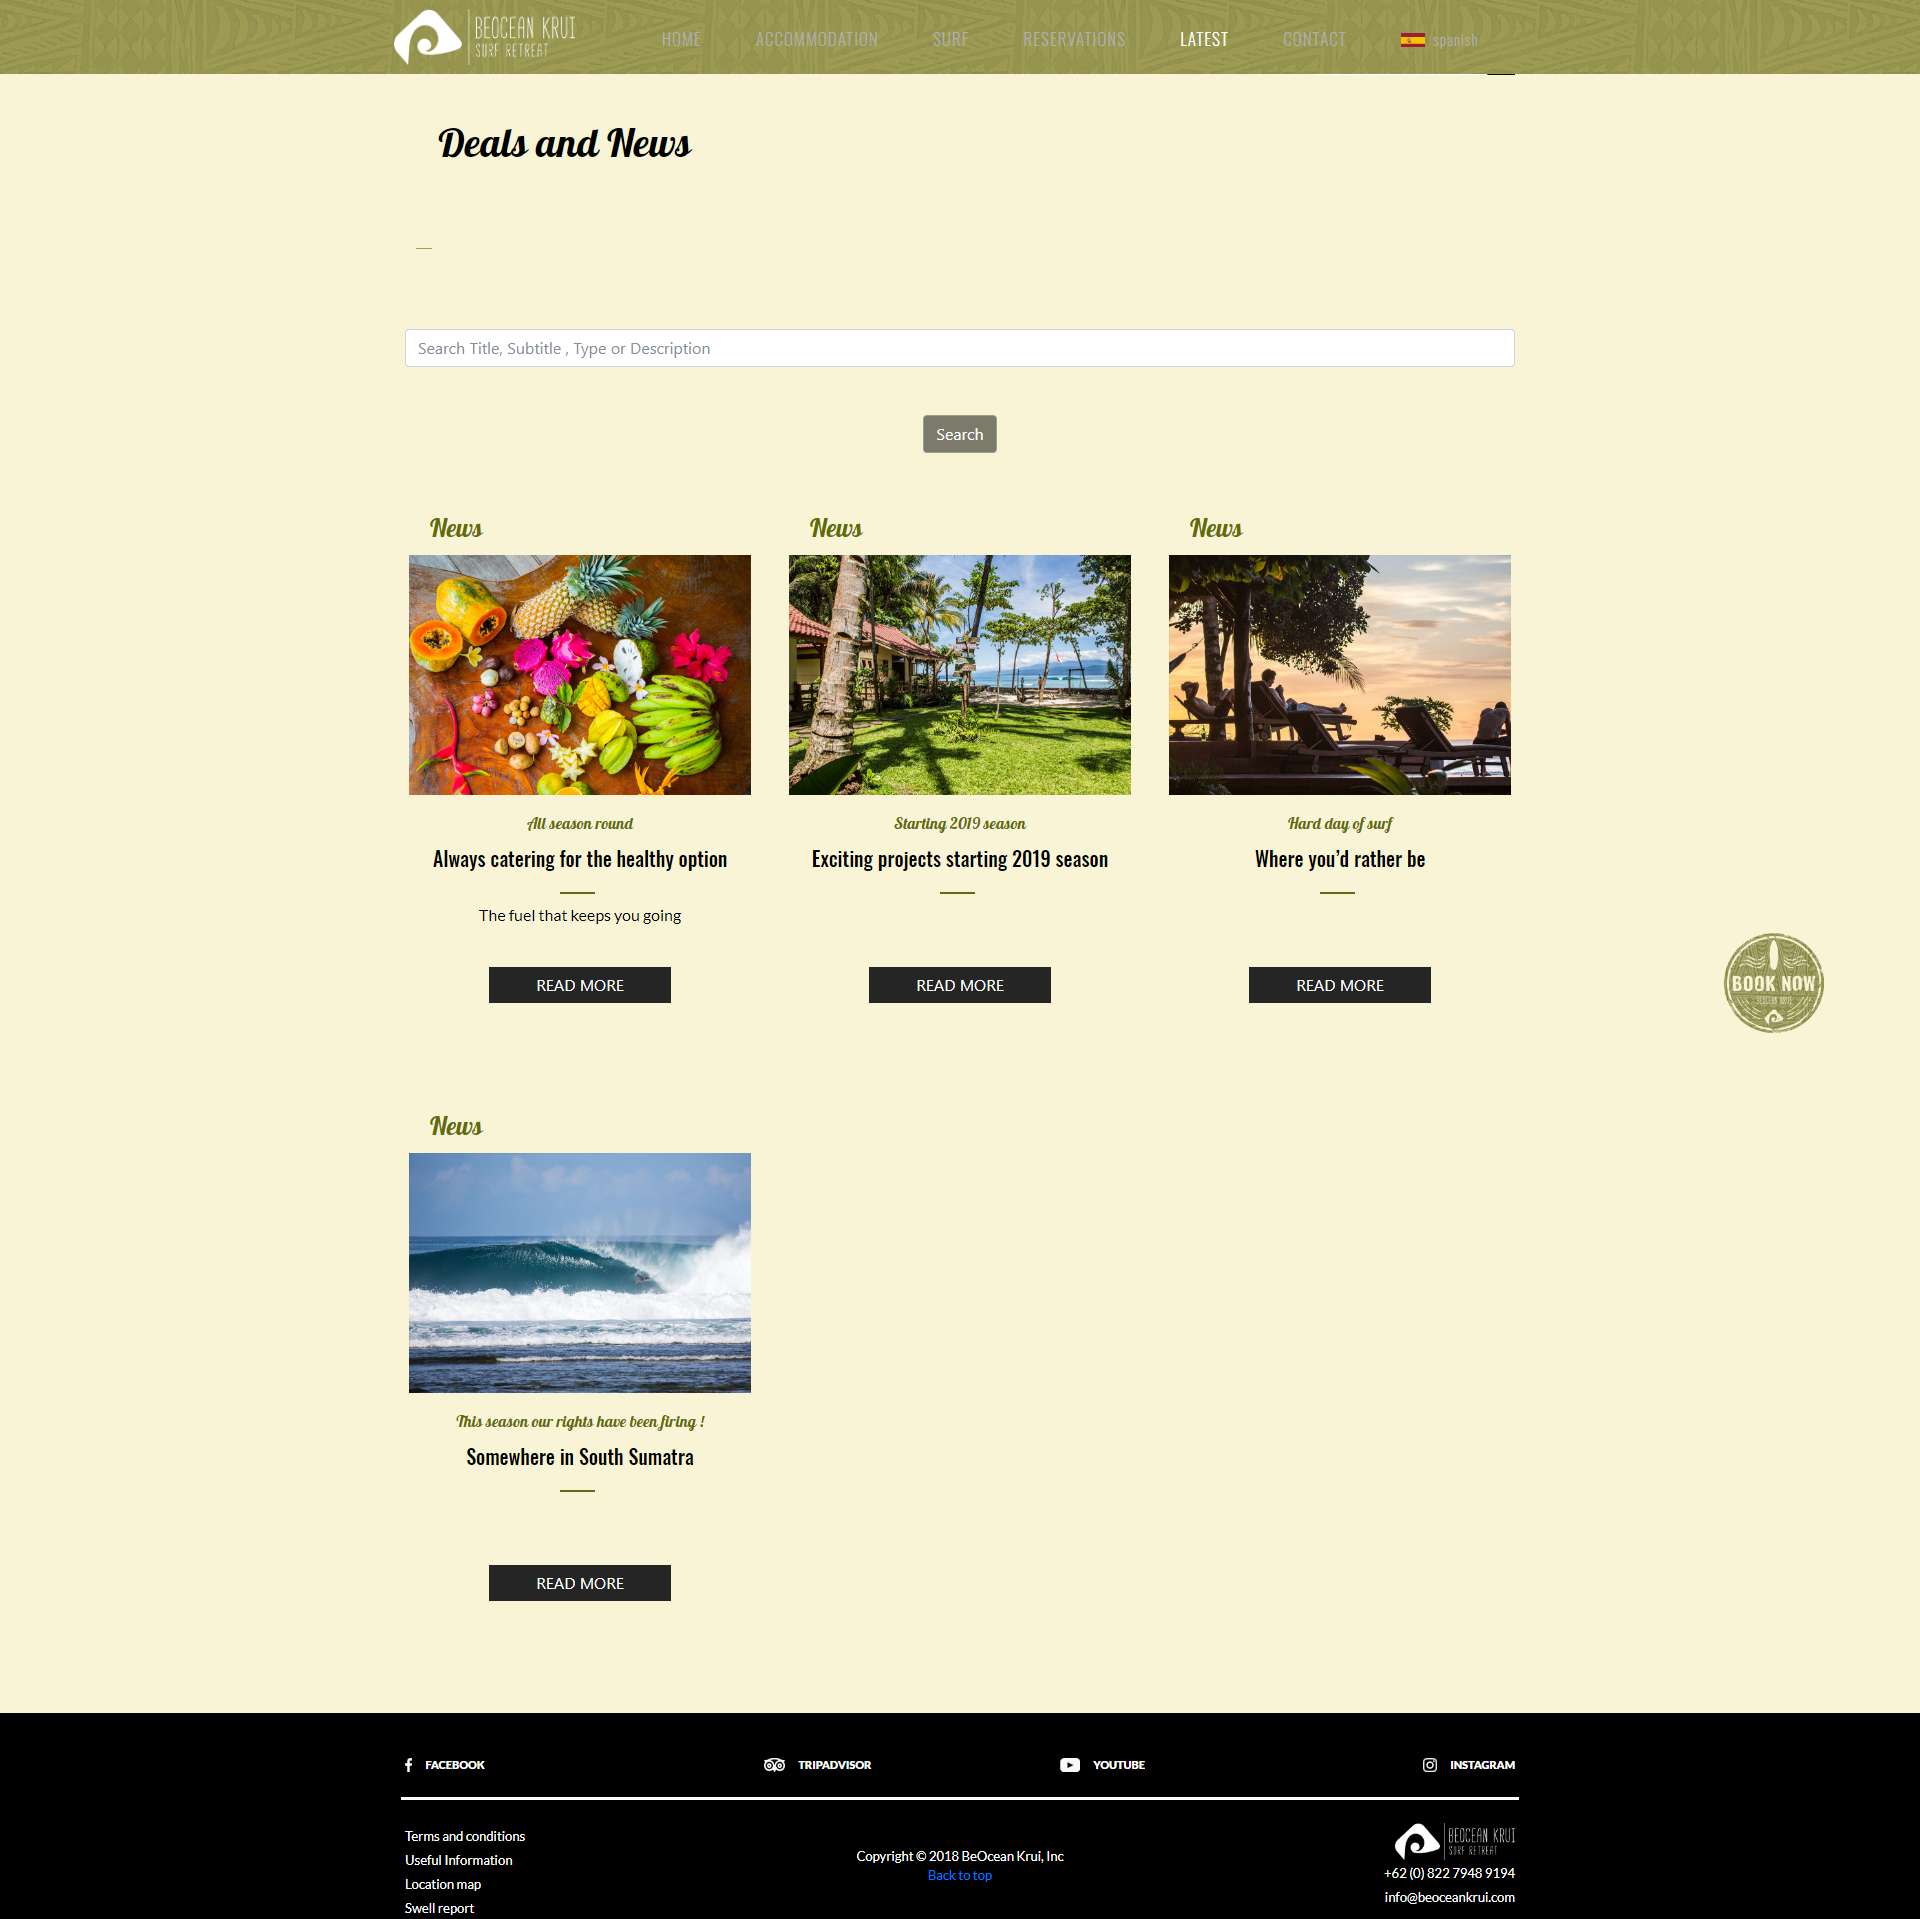 BEOCEAN KRUI
SURF RETREAT
HOME
ACCOMMODATION
SURF
RESERVATIONS
LATEST
CONTACT
spanish
Deals and News
Search Title, Subtitle , Type or Description
Search
News
News
News
All season round
Starting 2019 season
Hard day of surf
Always catering for the healthy option
Exciting projects starting 2019 season
Where you’d rather be
The fuel that keeps you going
READ MORE
READ MORE
READ MORE
BOOK NOW
BEOCEAN KRUI
News
This season our rights have been firing !
Somewhere in South Sumatra
READ MORE
FACEBOOK
TRIPADVISOR
YOUTUBE
INSTAGRAM
Terms and conditions
Useful Information
Location map
Swell report
Copyright © 2018 BeOcean Krui, Inc
Back to top
BEOCEAN KRUI
SURF RETREAT
+62 (0) 822 7948 9194
info@beoceankrui.com